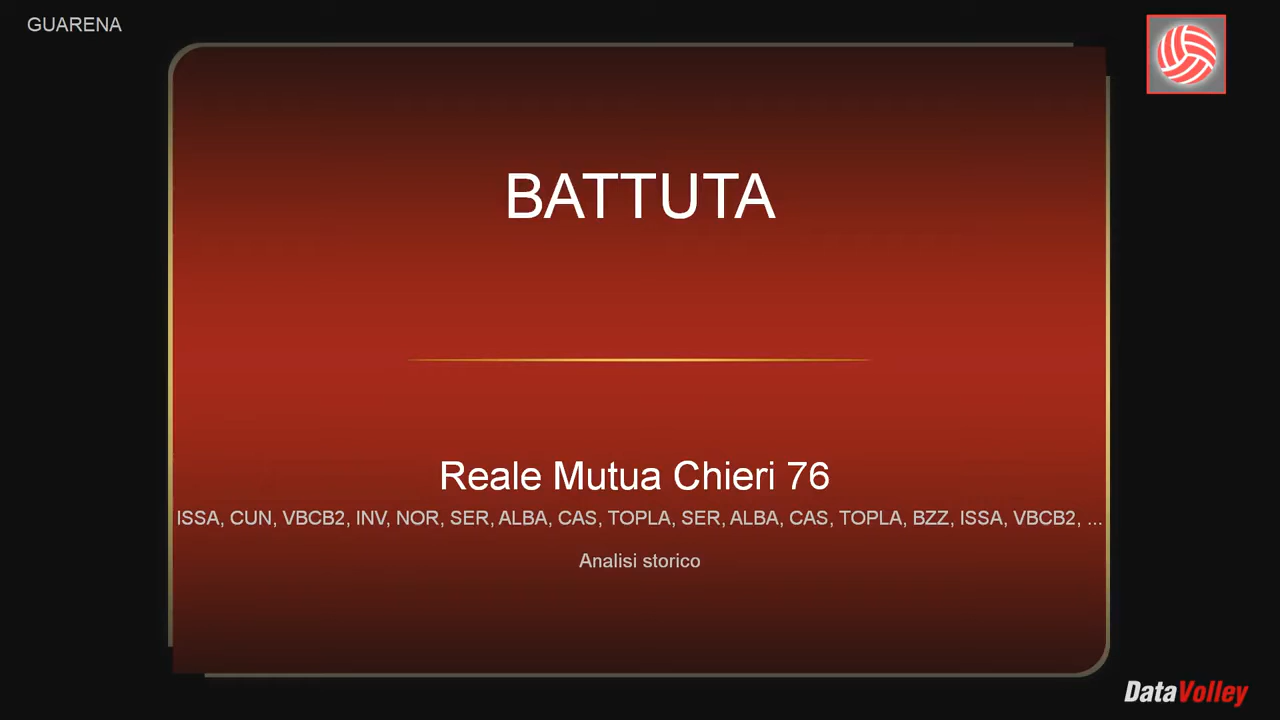 GUARENA
BATTUTA
Reale Mutua Chieri 76
ISSA, CUN, VBCB2, INV, NOR, SER, ALBA, CAS, TOPLA, SER, ALBA, CAS, TOPLA, BZZ, ISSA, VBCB2, ...
Analisi storico
DataVolley